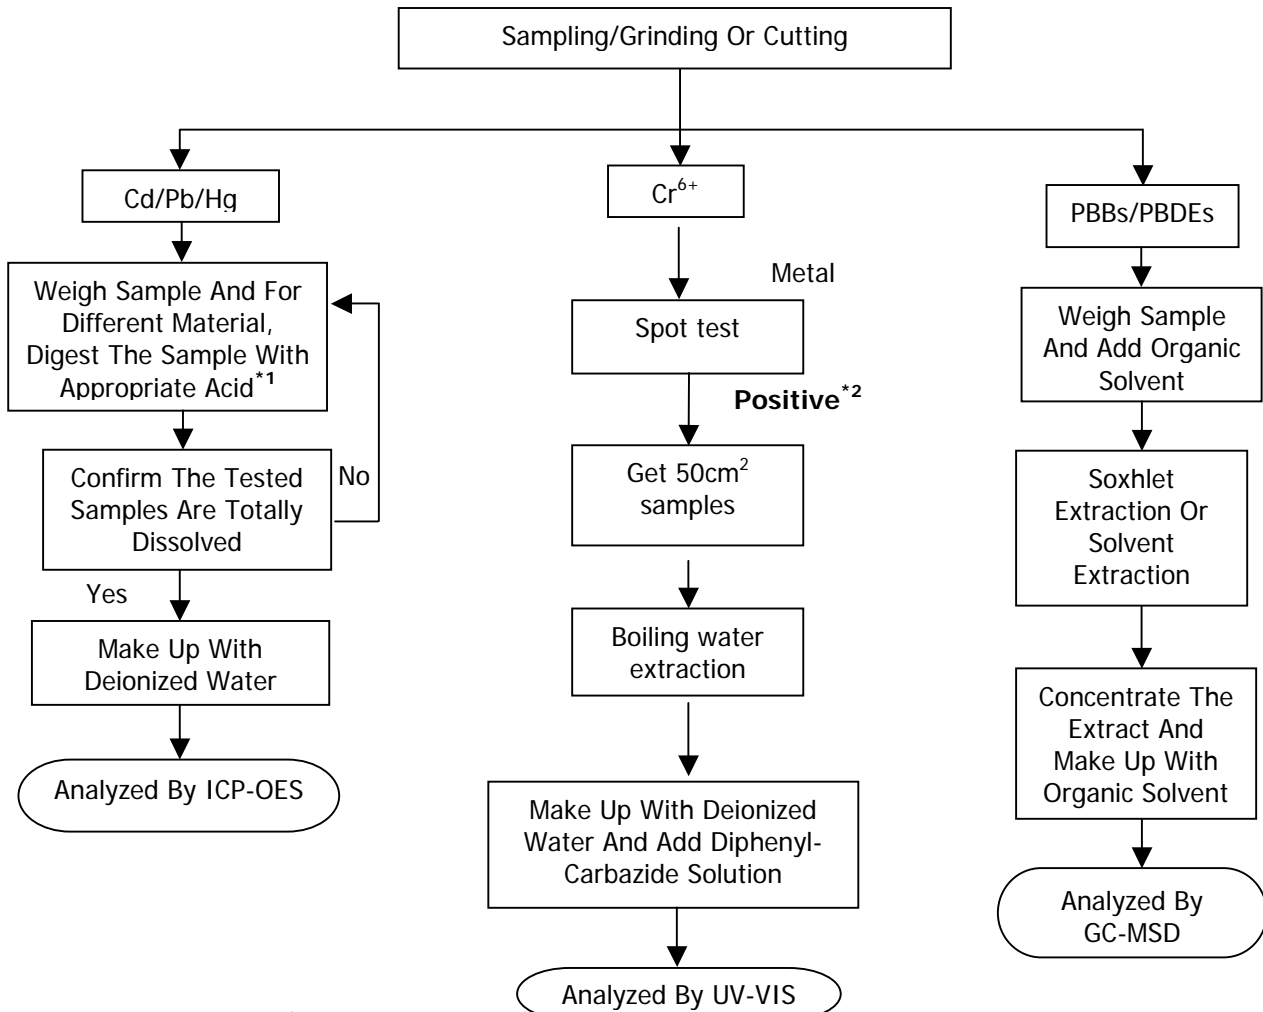 Sampling/Grinding Or Cutting
Cd/Pb/Hg
Weigh Sample And For
Different Material,
Digest The Sample With
Appropriate Acid*1
Confirm The Tested
Samples Are Totally
Dissolved
No
Yes
Make Up With
Deionized Water
Analyzed By ICP-OES
Cr6+
Metal
Spot test
Positive*2
Get 50cm2
samples
Boiling water
extraction
Make Up With Deionized
Water And Add Diphenyl-
Carbazide Solution
Analyzed By UV-VIS
PBBs/PBDEs
Weigh Sample
And Add Organic
Solvent
Soxhlet
Extraction Or
Solvent
Extraction
Concentrate The
Extract And
Make Up With
Organic Solvent
Analyzed By
GC-MSD